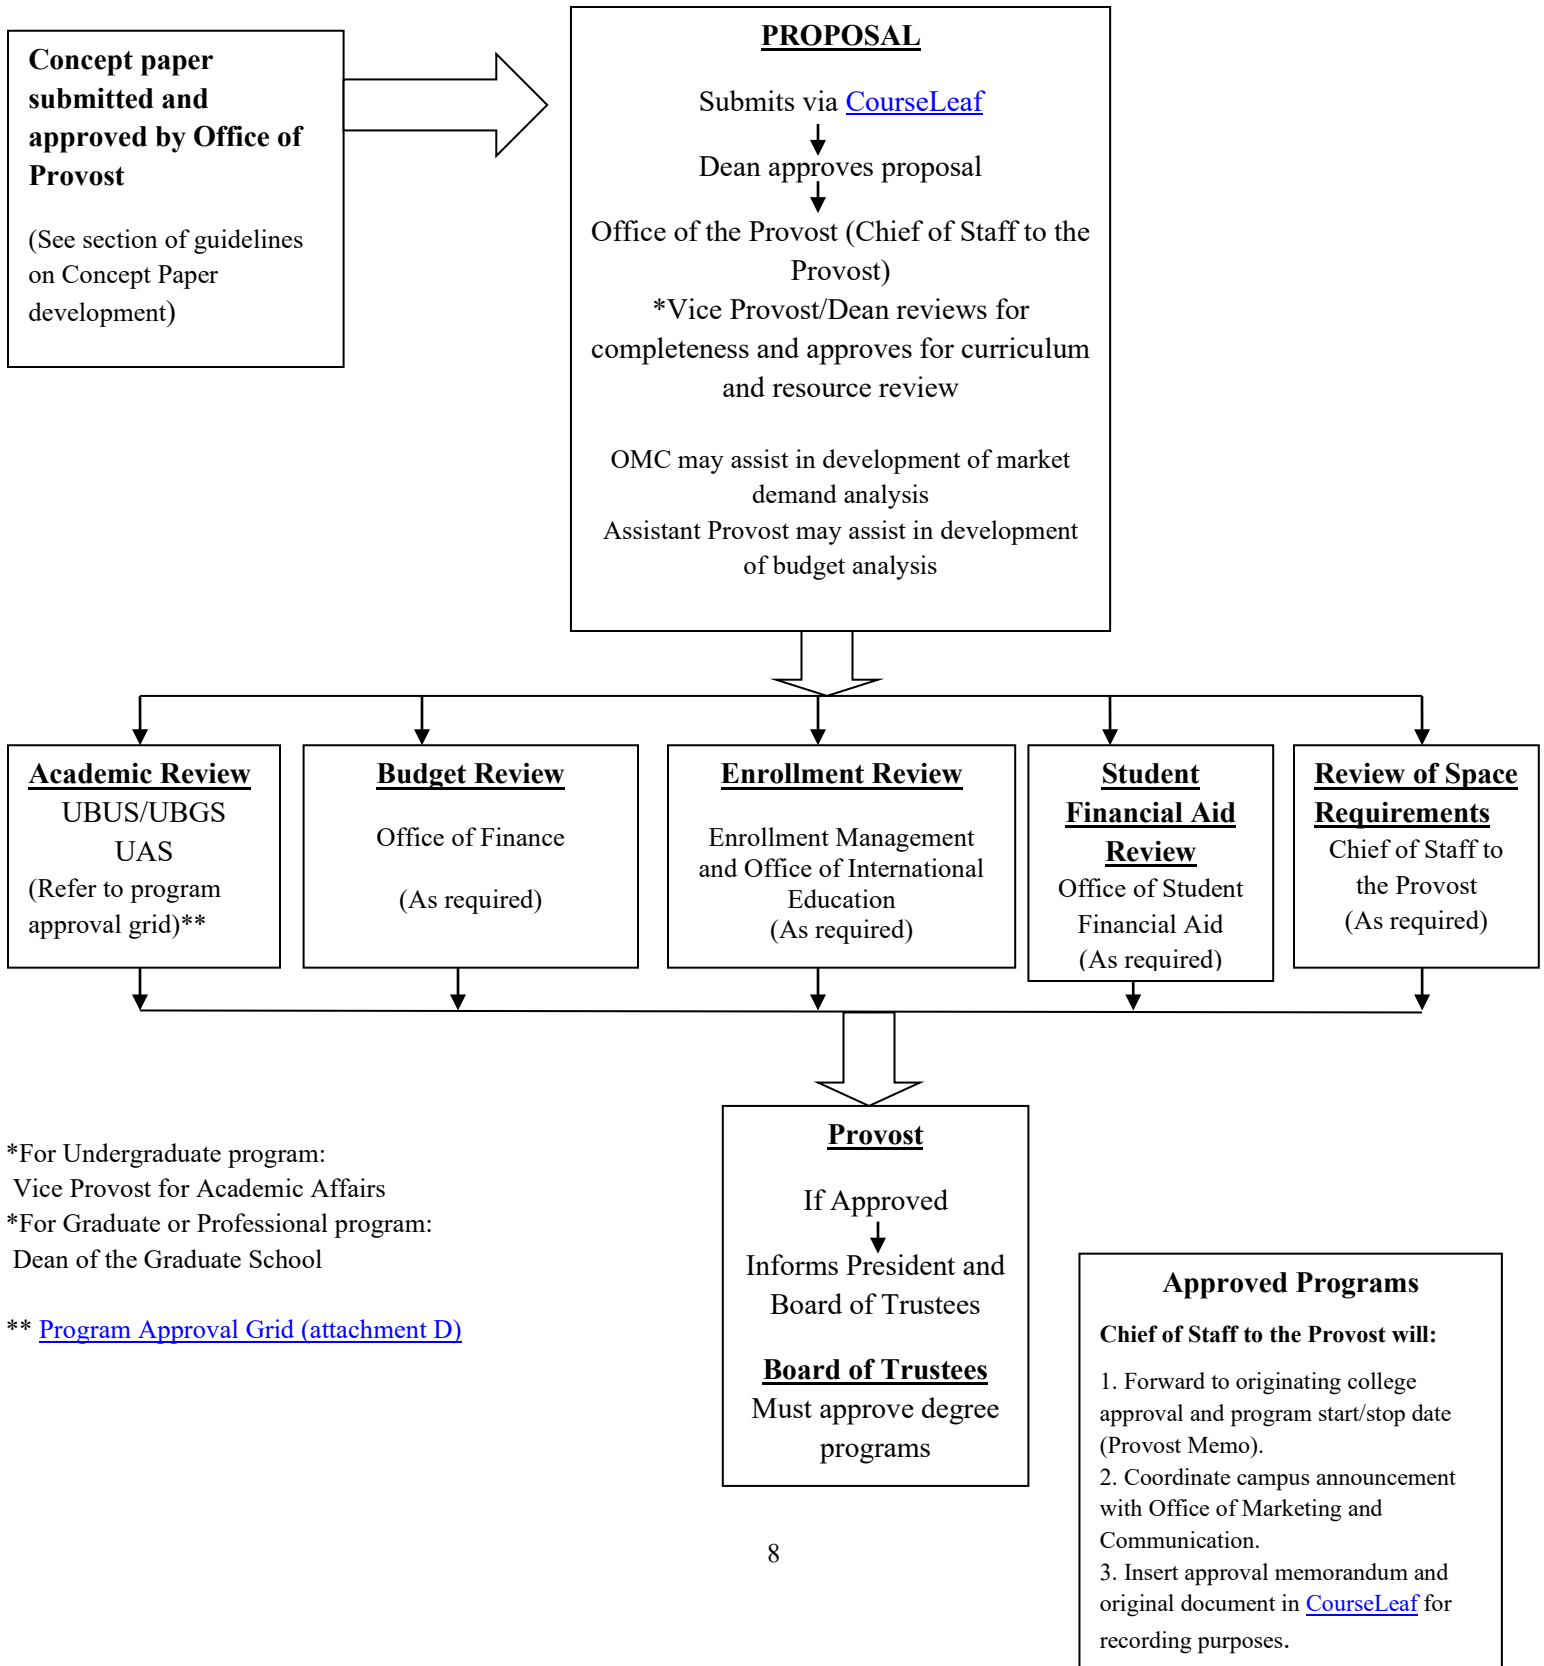 Concept paper
submitted and
approved by Office of
Provost
(See section of guidelines
on Concept Paper
development)
PROPOSAL
Submits via CourseLeaf
Dean approves proposal
Office of the Provost (Chief of Staff to the
Provost)
*Vice Provost/Dean reviews for
completeness and approves for curriculum
and resource review
OMC may assist in development of market
demand analysis
Assistant Provost may assist in development
of budget analysis
Academic Review
UBUS/UBGS
UAS
(Refer to program
approval grid)**
Budget Review
Office of Finance
(As required)
Enrollment Review
Enrollment Management
and Office of International
Education
(As required)
Student
Financial Aid
Review
Office of Student
Financial Aid
(As required)
Review of Space
Requirements
Chief of Staff to
the Provost
(As required)
Provost
If Approved
Informs President and
Board of Trustees
Board of Trustees
Must approve degree
programs
*For Undergraduate program:
Vice Provost for Academic Affairs
*For Graduate or Professional program:
Dean of the Graduate School
** Program Approval Grid (attachment D)
Approved Programs
Chief of Staff to the Provost will:
1. Forward to originating college
approval and program start/stop date
(Provost Memo).
2. Coordinate campus announcement
with Office of Marketing and
Communication.
3. Insert approval memorandum and
original document in CourseLeaf for
recording purposes.
8